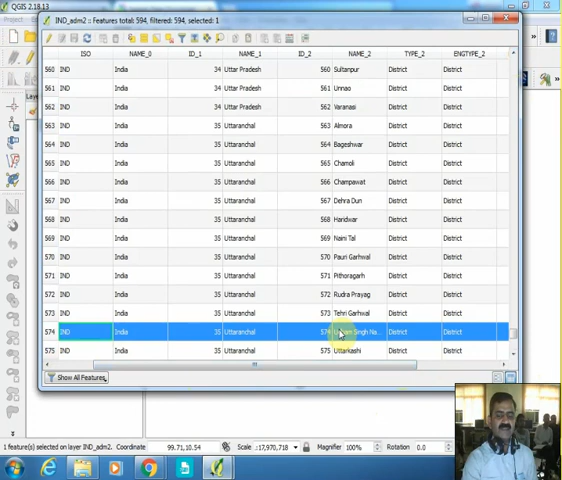 QGIS 2.18.13
IND_adm2 :: Features total: 594, filtered: 594, selected: 1
ISO NAME_0 ID_1 NAME_1 ID_2 NAME_2 TYPE_2 ENGTYPE_2
560 IND India 34 Uttar Pradesh 560 Sultanpur District District
561 IND India 34 Uttar Pradesh 561 Unnao District District
562 IND India 34 Uttar Pradesh 562 Varanasi District District
563 IND India 35 Uttaranchal 563 Almora District District
564 IND India 35 Uttaranchal 564 Bageshwar District District
565 IND India 35 Uttaranchal 565 Chamoli District District
566 IND India 35 Uttaranchal 566 Champawat District District
567 IND India 35 Uttaranchal 567 Dehra Dun District District
568 IND India 35 Uttaranchal 568 Haridwar District District
569 IND India 35 Uttaranchal 569 Naini Tal District District
570 IND India 35 Uttaranchal 570 Pauri Garhwal District District
571 IND India 35 Uttaranchal 571 Pithoragarh District District
572 IND India 35 Uttaranchal 572 Rudra Prayag District District
573 IND India 35 Uttaranchal 573 Tehri Garhwal District District
574 IND India 35 Uttaranchal 574 Singh Na... District District
575 IND India 35 Uttaranchal 575 Uttarkashi District District
Show All Features
1 feature(s) selected on layer IND_adm2. Coordinate 99.71,10.54 Scale :17,970,718 Magnifier 100% Rotation 0.0